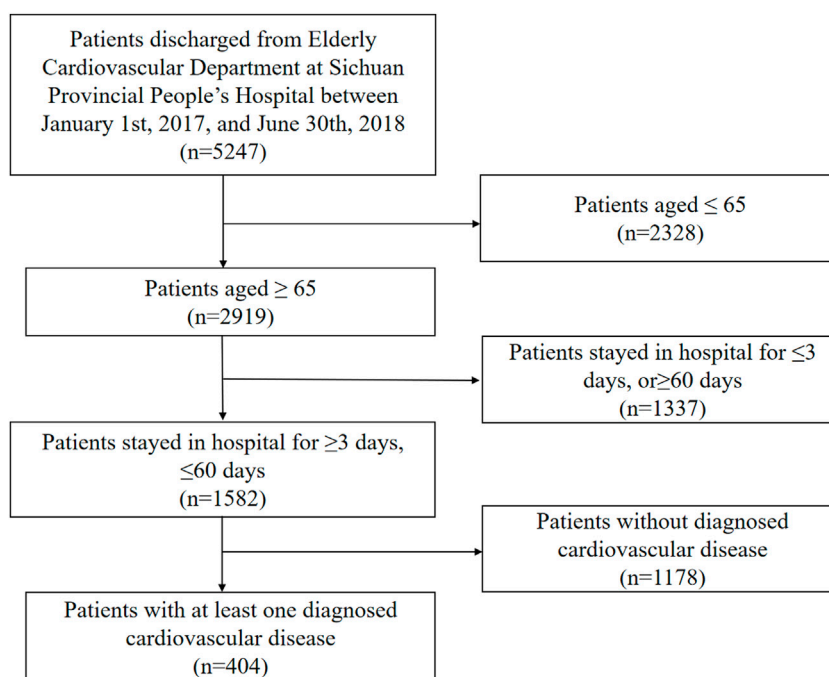 Patients discharged from Elderly
Cardiovascular Department at Sichuan
Provincial People’s Hospital between
January 1st, 2017, and June 30th, 2018
(n=5247)
Patients aged ≤ 65
(n=2328)
Patients aged ≥ 65
(n=2919)
Patients stayed in hospital for ≤3
days, or≥60 days
(n=1337)
Patients stayed in hospital for ≥3 days,
≤60 days
(n=1582)
Patients without diagnosed
cardiovascular disease
(n=1178)
Patients with at least one diagnosed
cardiovascular disease
(n=404)